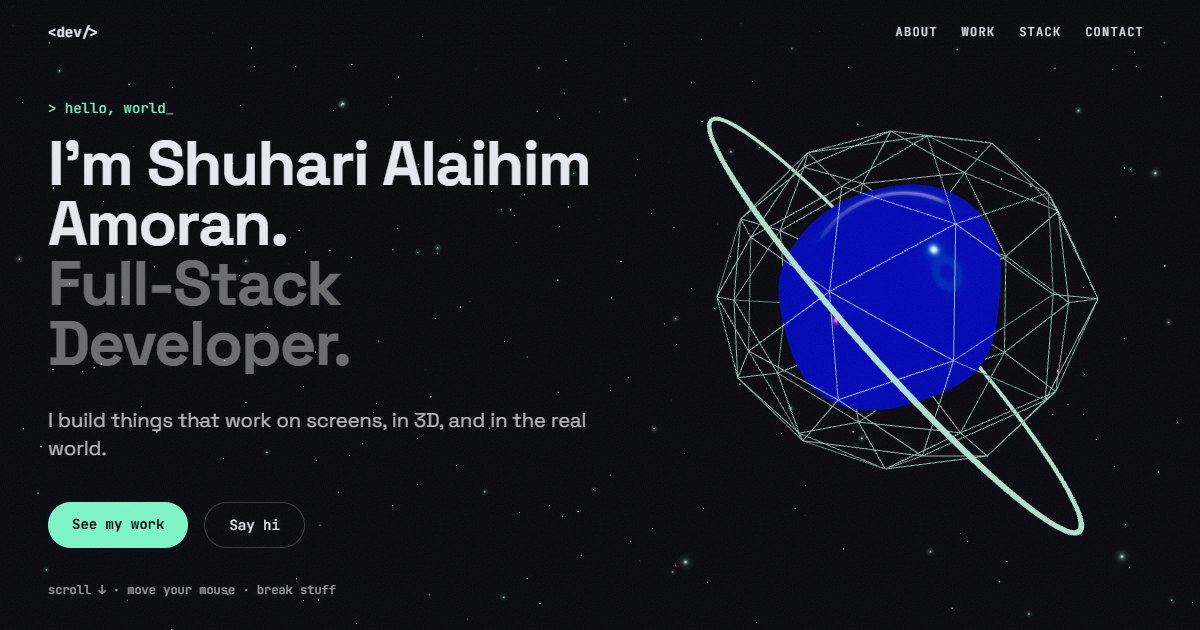 <dev/>
ABOUT WORK STACK CONTACT
> hello, world_
I'm Shuhari Alaihim
Amoran.
Full-Stack
Developer.
I build things that work on screens, in 3D, and in the real
world.
See my work
Say hi
scroll ↓ · move your mouse · break stuff